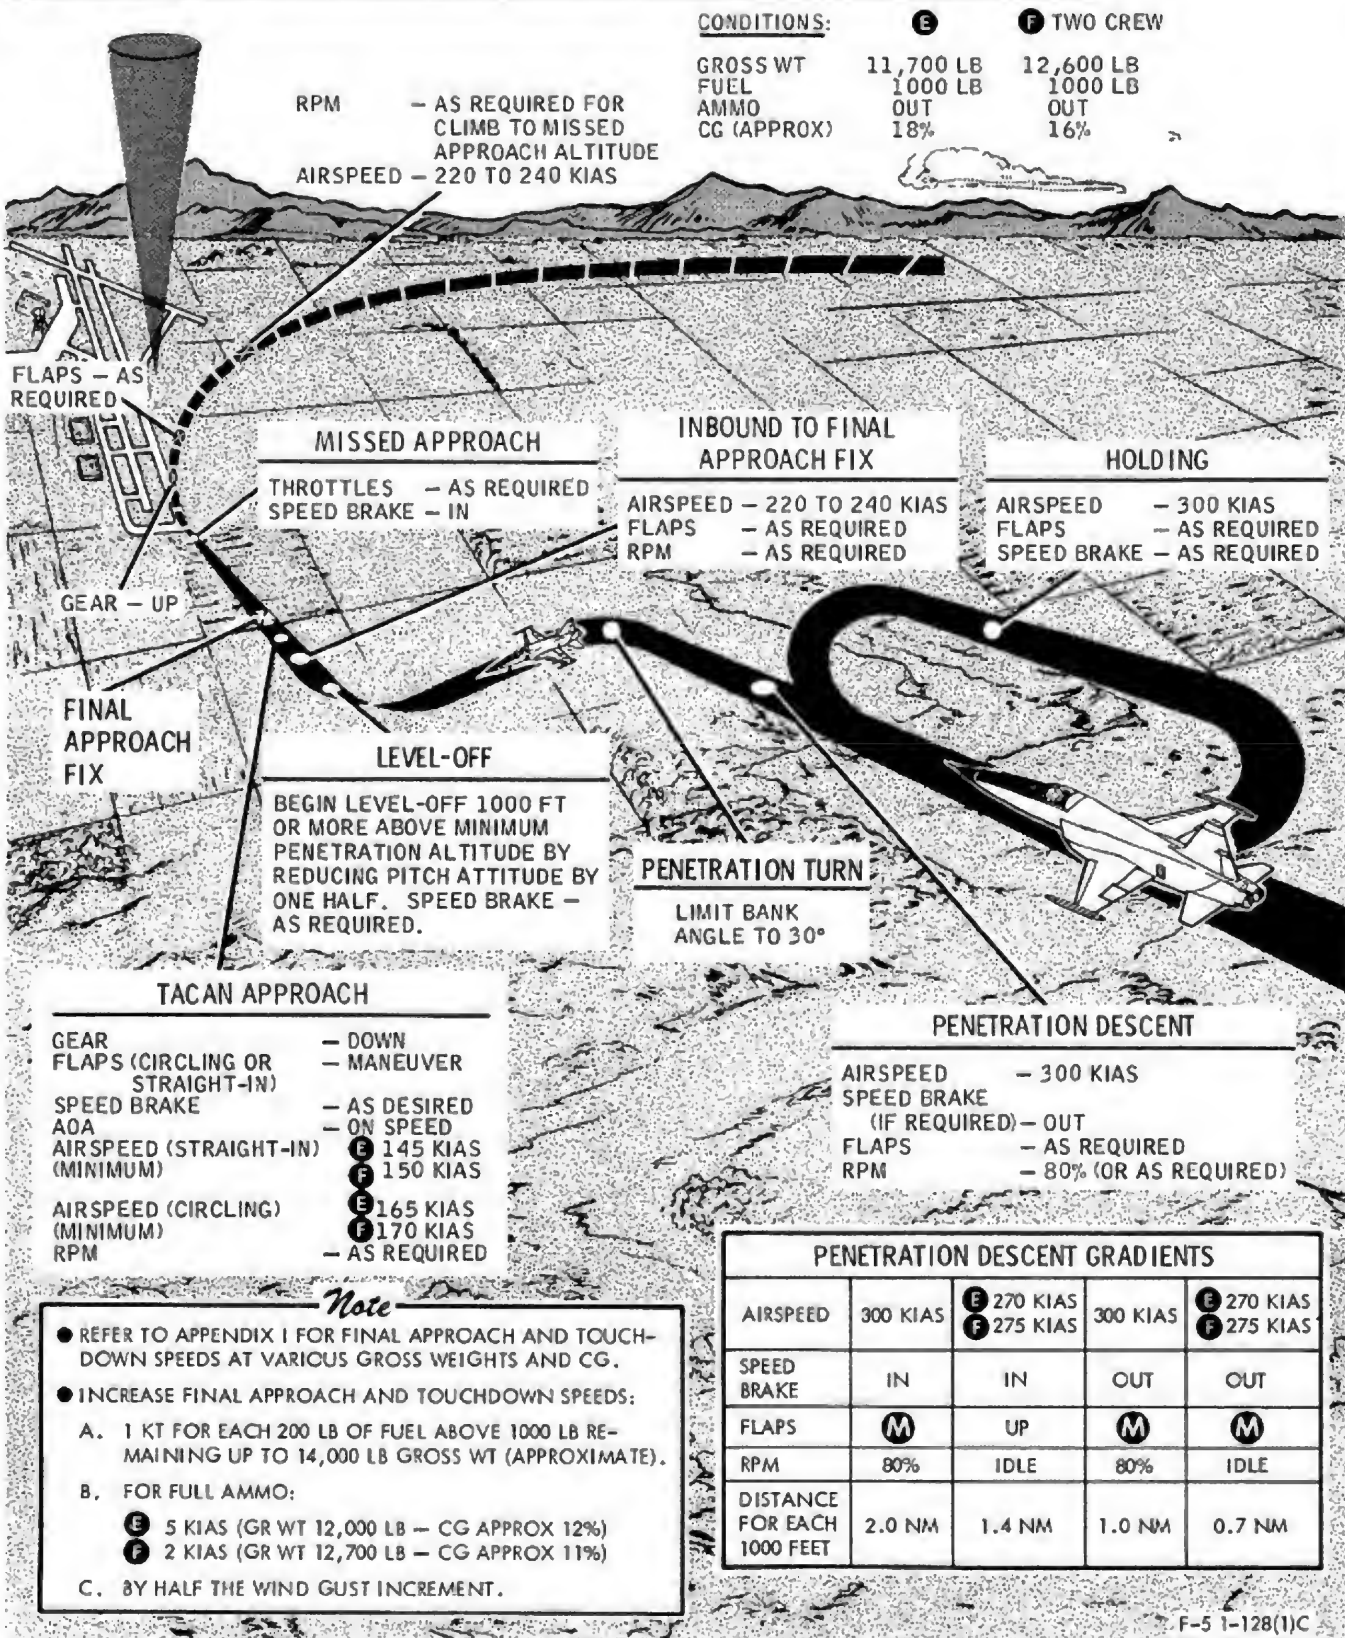 CONDITIONS: E F TWO CREW
GROSS WT 11,700 LB 12,600 LB
FUEL 1000 LB 1000 LB
AMMO OUT OUT
CG (APPROX) 18% 16%
RPM – AS REQUIRED FOR
CLIMB TO MISSED
APPROACH ALTITUDE
AIRSPEED – 220 TO 240 KIAS
FLAPS – AS
REQUIRED
MISSED APPROACH
THROTTLES – AS REQUIRED
SPEED BRAKE – IN
INBOUND TO FINAL
APPROACH FIX
AIRSPEED – 220 TO 240 KIAS
FLAPS – AS REQUIRED
RPM – AS REQUIRED
HOLDING
AIRSPEED – 300 KIAS
FLAPS – AS REQUIRED
SPEED BRAKE – AS REQUIRED
GEAR – UP
FINAL
APPROACH
FIX
LEVEL-OFF
BEGIN LEVEL-OFF 1000 FT
OR MORE ABOVE MINIMUM
PENETRATION ALTITUDE BY
REDUCING PITCH ATTITUDE BY
ONE HALF. SPEED BRAKE –
AS REQUIRED.
PENETRATION TURN
LIMIT BANK
ANGLE TO 30°
TACAN APPROACH
GEAR – DOWN
FLAPS (CIRCLING OR – MANEUVER
STRAIGHT-IN)
SPEED BRAKE – AS DESIRED
AOA – ON SPEED
AIRSPEED (STRAIGHT-IN) E 145 KIAS
(MINIMUM) F 150 KIAS
AIRSPEED (CIRCLING) E 165 KIAS
(MINIMUM) F 170 KIAS
RPM – AS REQUIRED
PENETRATION DESCENT
AIRSPEED – 300 KIAS
SPEED BRAKE
(IF REQUIRED) – OUT
FLAPS – AS REQUIRED
RPM – 80% (OR AS REQUIRED)
Note
● REFER TO APPENDIX I FOR FINAL APPROACH AND TOUCH-
DOWN SPEEDS AT VARIOUS GROSS WEIGHTS AND CG.
● INCREASE FINAL APPROACH AND TOUCHDOWN SPEEDS:
A. 1 KT FOR EACH 200 LB OF FUEL ABOVE 1000 LB RE-
MAINING UP TO 14,000 LB GROSS WT (APPROXIMATE).
B. FOR FULL AMMO:
E 5 KIAS (GR WT 12,000 LB – CG APPROX 12%)
F 2 KIAS (GR WT 12,700 LB – CG APPROX 11%)
C. BY HALF THE WIND GUST INCREMENT.
PENETRATION DESCENT GRADIENTS
AIRSPEED 300 KIAS E 270 KIAS F 275 KIAS 300 KIAS E 270 KIAS F 275 KIAS
SPEED BRAKE IN IN OUT OUT
FLAPS M UP M M
RPM 80% IDLE 80% IDLE
DISTANCE FOR EACH 1000 FEET 2.0 NM 1.4 NM 1.0 NM 0.7 NM
F-5 1-128(1)C